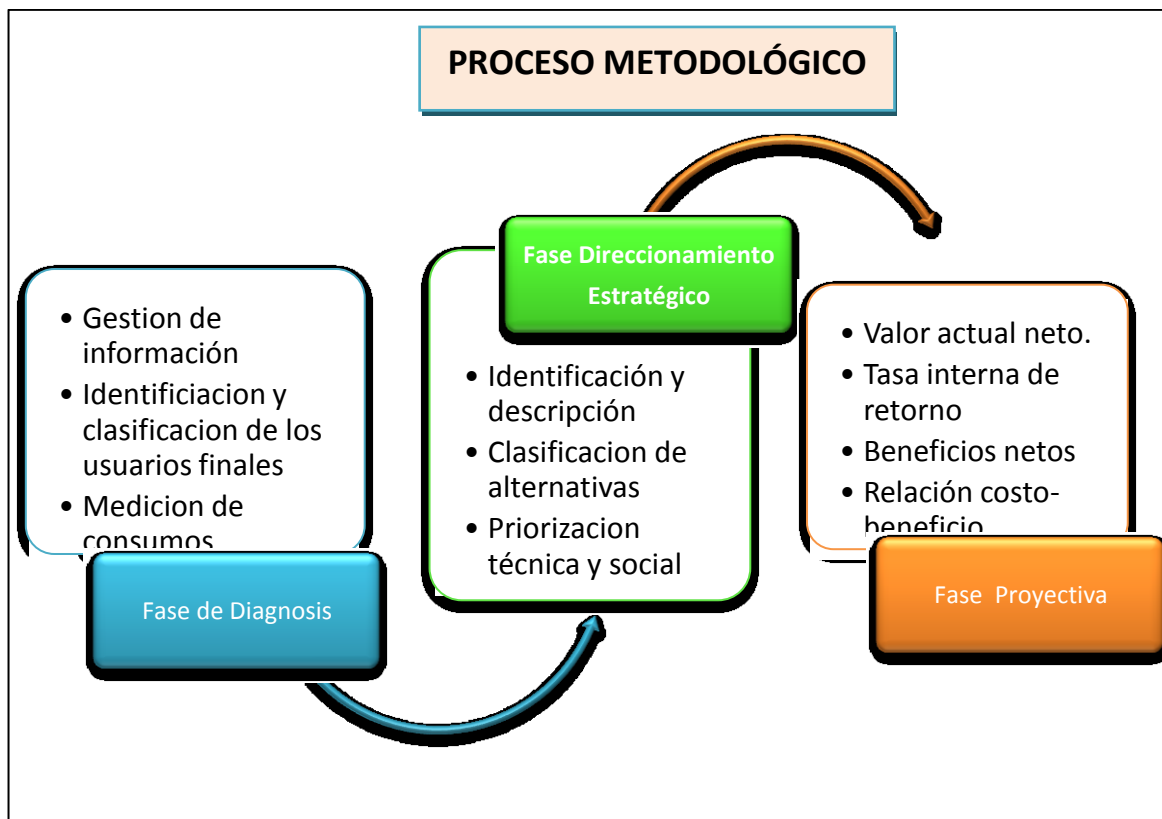 PROCESO METODOLÓGICO
• Gestion de
información
• Identificiacion y
clasificacion de los
usuarios finales
• Medicion de
consumos
Fase de Diagnosis
Fase Direccionamiento
Estratégico
• Identificación y
descripción
• Clasificacion de
alternativas
• Priorizacion
técnica y social
• Valor actual neto.
• Tasa interna de
retorno
• Beneficios netos
• Relación costo-
beneficio
Fase Proyectiva